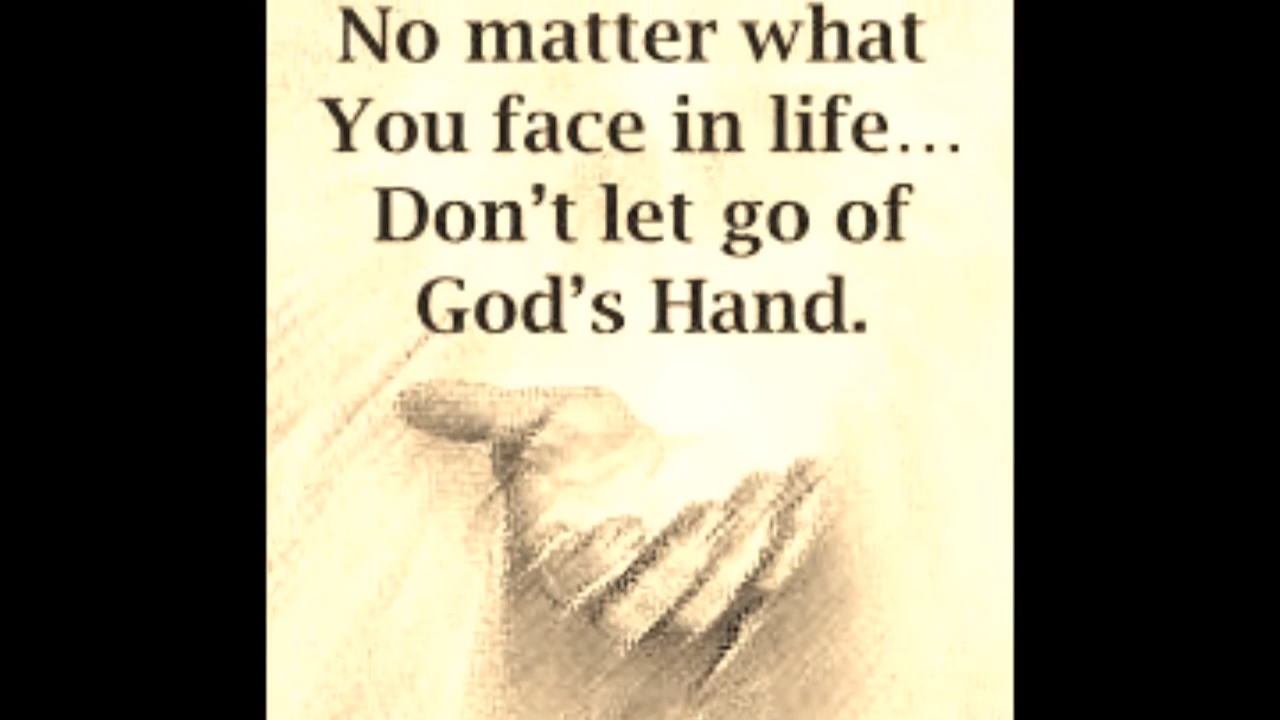 No matter what
You face in life...
Don't let go of
God's Hand.